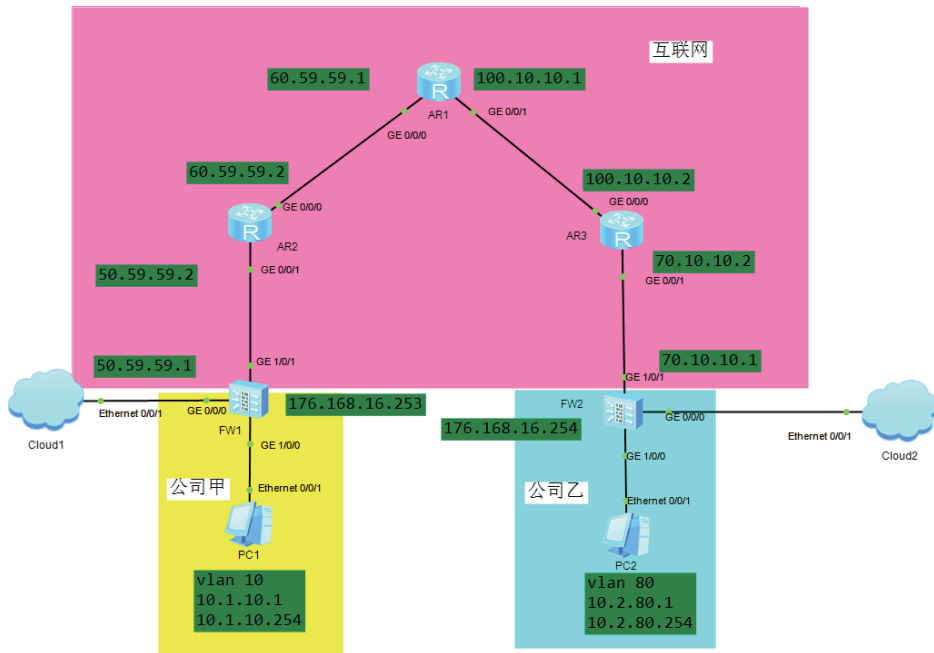 互联网
60.59.59.1
100.10.10.1
AR1
GE 0/0/1
GE 0/0/0
60.59.59.2
100.10.10.2
GE 0/0/0
GE 0/0/0
AR2
AR3
GE 0/0/1
70.10.10.2
50.59.59.2
GE 0/0/1
GE 1/0/1
50.59.59.1
70.10.10.1
GE 1/0/1
Ethernet 0/0/1
GE 0/0/0
176.168.16.253
FW1
FW2
GE 0/0/0
176.168.16.254
Ethernet 0/0/1
Cloud1
GE 1/0/0
GE 1/0/0
Cloud2
公司甲
Ethernet 0/0/1
公司乙
Ethernet 0/0/1
PC1
PC2
vlan 10
10.1.10.1
10.1.10.254
vlan 80
10.2.80.1
10.2.80.254